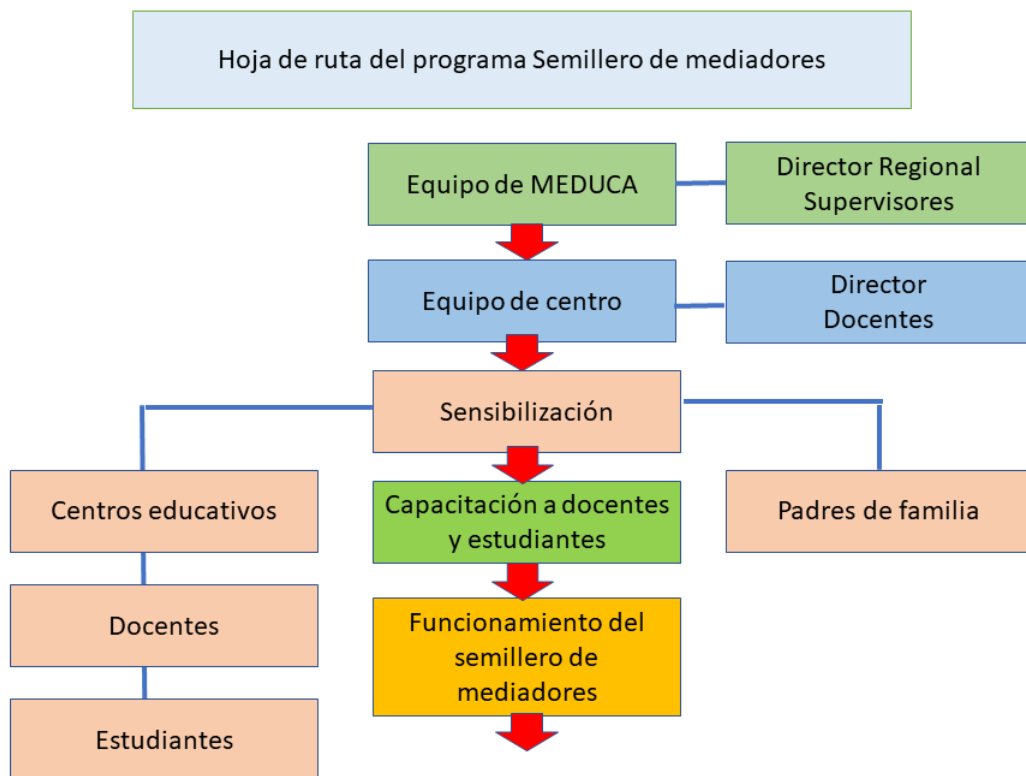 Hoja de ruta del programa Semillero de mediadores
Equipo de MEDUCA
Director Regional
Supervisores
Equipo de centro
Director
Docentes
Sensibilización
Centros educativos
Capacitación a docentes
y estudiantes
Padres de familia
Docentes
Funcionamiento del
semillero de
mediadores
Estudiantes